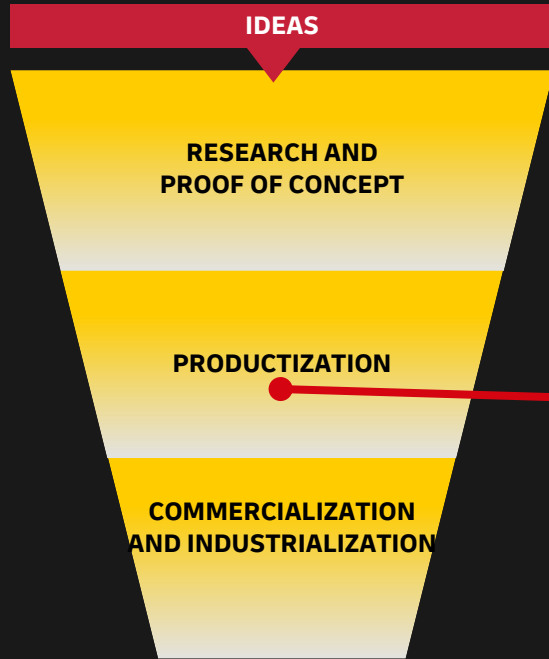 IDEAS
RESEARCH AND
PROOF OF CONCEPT
PRODUCTIZATION
COMMERCIALIZATION
AND INDUSTRIALIZATION